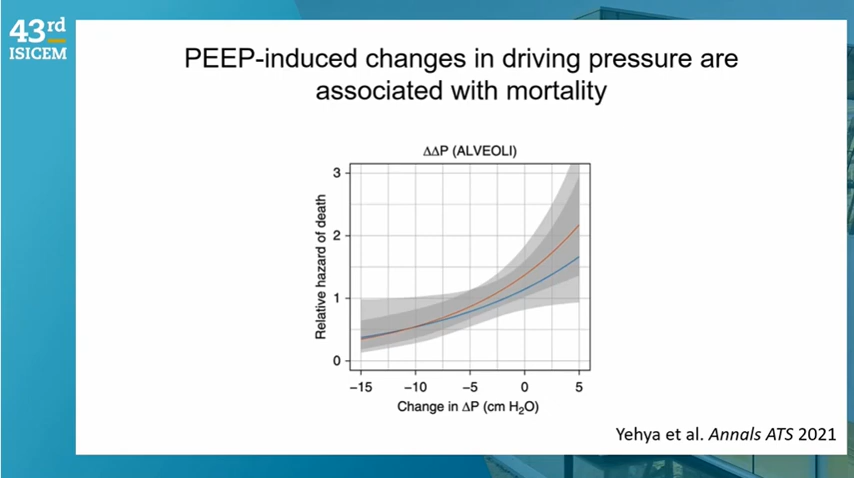 43rd
ISICEM
PEEP-induced changes in driving pressure are
associated with mortality
ΔΔP (ALVEOLI)
Relative hazard of death
3
2
1
0
−15 −10 −5 0 5
Change in ΔP (cm H₂O)
Yehya et al. Annals ATS 2021